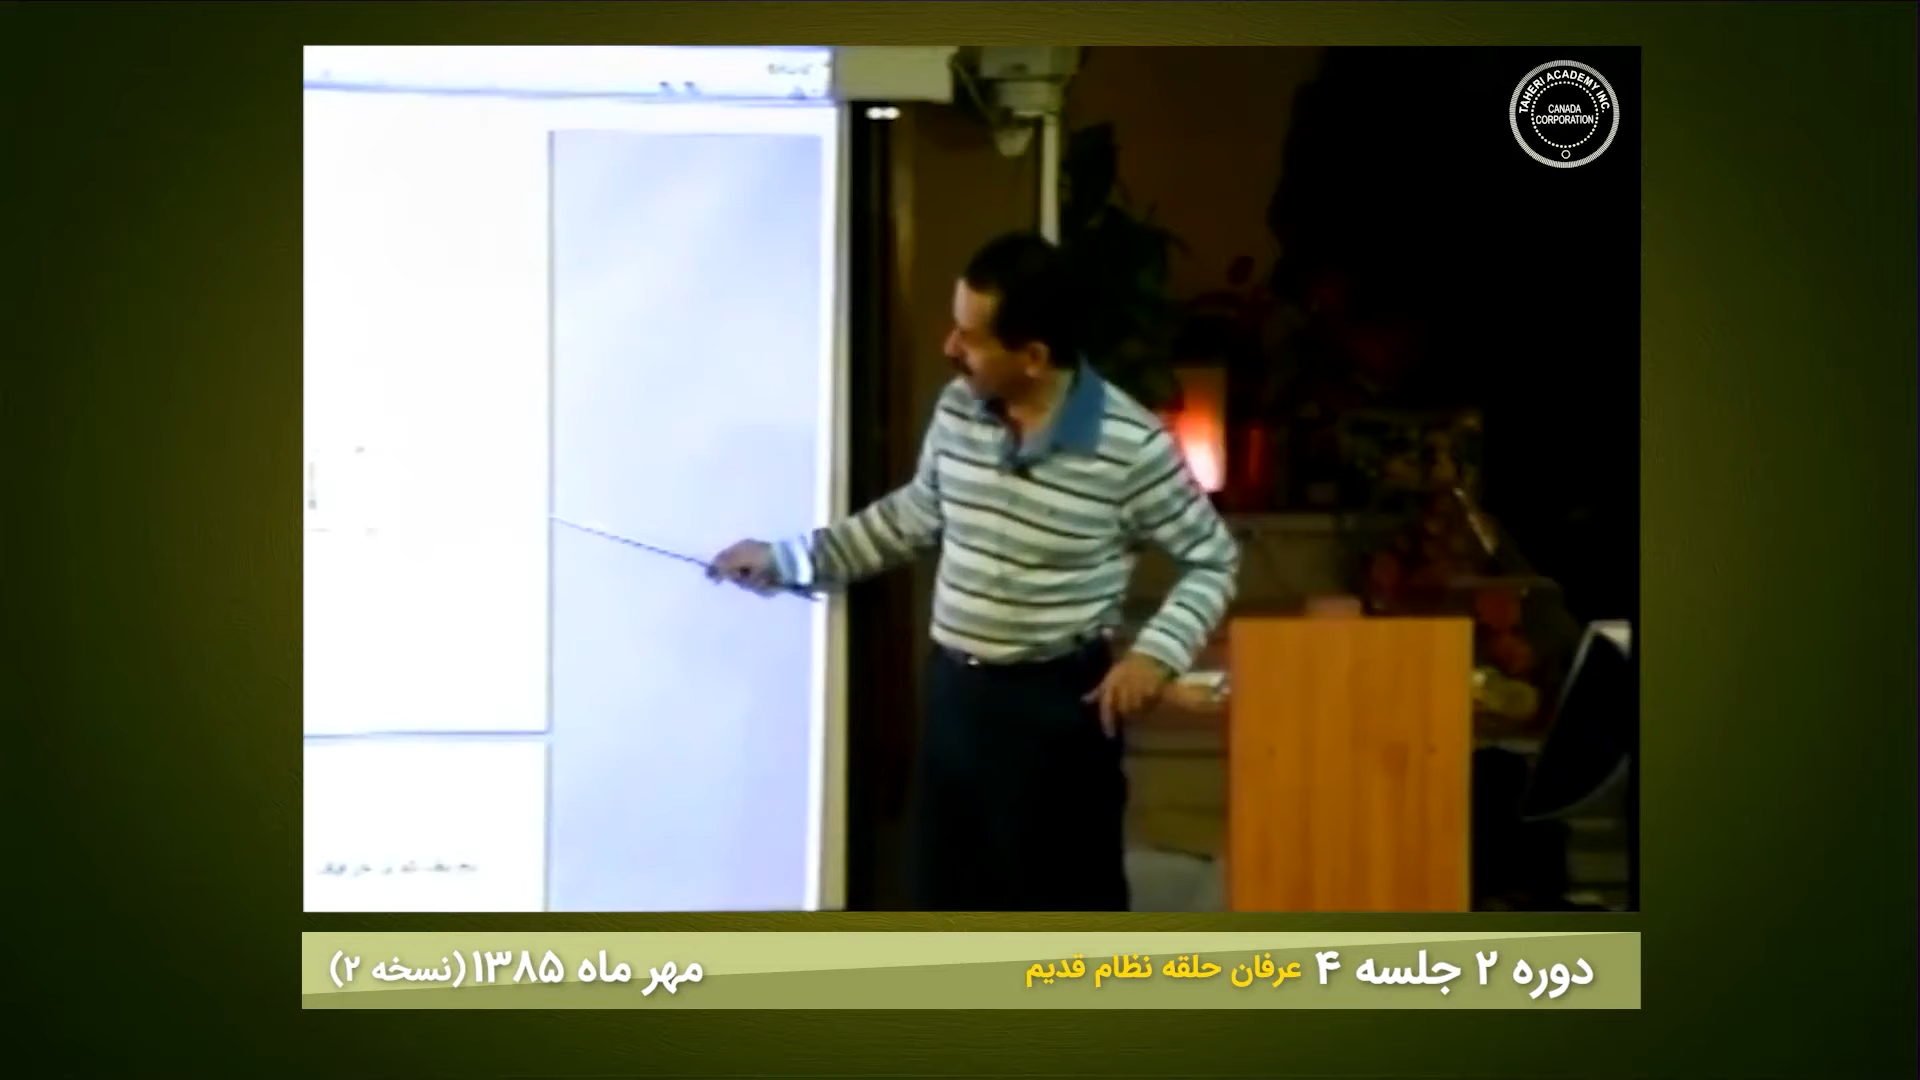 TAHERI ACADEMY INC.
CANADA
CORPORATION
دوره ۲ جلسه ۴ عرفان حلقه نظام قدیم
مهر ماه ۱۳۸۵ (نسخه ۲)